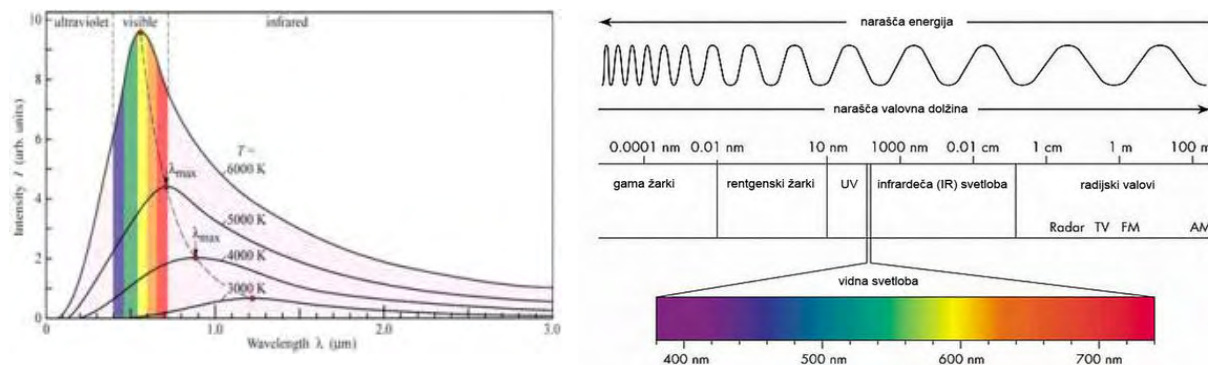 ultraviolet visible infrared
10
8
6
4
2
0
Intensity I (arb. units)
T =
6000 K
λmax
5000 K
λmax
4000 K
3000 K
1.0 2.0 3.0
Wavelength λ (μm)
narašča energija
narašča valovna dolžina
0.0001 nm 0.01 nm 10 nm 1000 nm 0.01 cm 1 cm 1 m 100 m
gama žarki rentgenski žarki UV infrardeča (IR) svetloba radijski valovi
Radar TV FM AM
vidna svetloba
400 nm 500 nm 600 nm 700 nm